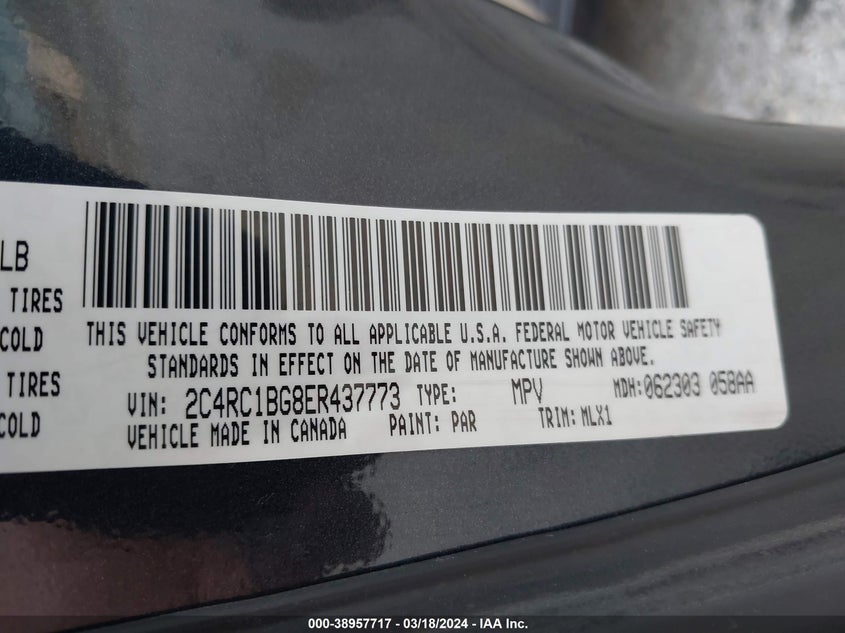 LB
TIRES
COLD
TIRES
COLD
THIS VEHICLE CONFORMS TO ALL APPLICABLE U.S.A. FEDERAL MOTOR VEHICLE SAFETY
STANDARDS IN EFFECT ON THE DATE OF MANUFACTURE SHOWN ABOVE.
VIN: 2C4RC1BG8ER437773 TYPE: MPV MDH:062303 058AA
VEHICLE MADE IN CANADA PAINT: PAR TRIM: MLX1
000-38957717 - 03/18/2024 - IAA Inc.